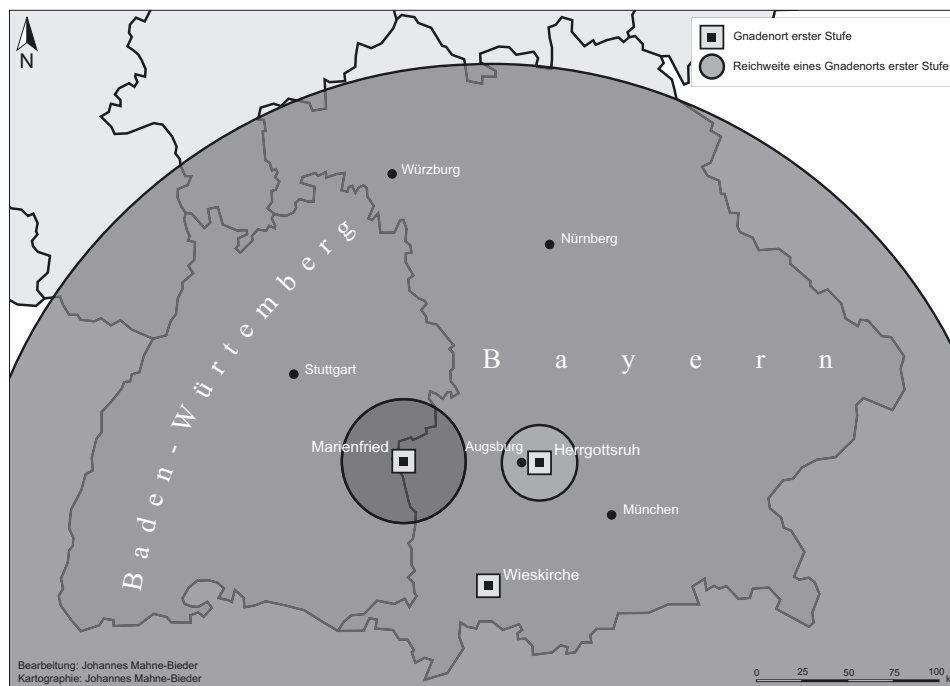 N
Gnadenort erster Stufe
Reichweite eines Gnadenorts erster Stufe
Würzburg
Nürnberg
Baden-Würtemberg
Bayern
Stuttgart
Marienfried
Augsburg
Herrgottsruh
München
Wieskirche
Bearbeitung: Johannes Mahne-Bieder
Kartographie: Johannes Mahne-Bieder
0 25 50 75 100